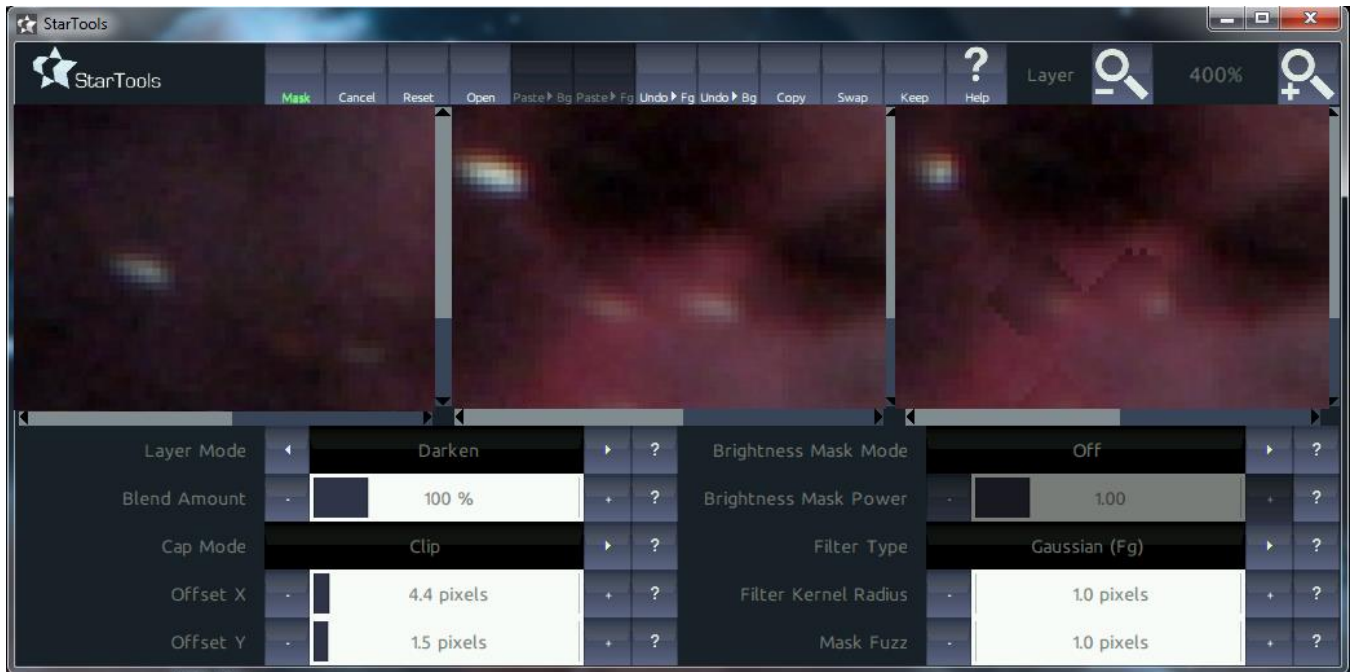 StarTools
StarTools
Mask Cancel Reset Open Paste▶Bg Paste▶Fg Undo▶Fg Undo▶Bg Copy Swap Keep ? Help Layer 400%
Layer Mode Darken ? Brightness Mask Mode Off ?
Blend Amount - 100 % + ? Brightness Mask Power - 1.00 + ?
Cap Mode Clip ? Filter Type Gaussian (Fg) ?
Offset X - 4.4 pixels + ? Filter Kernel Radius - 1.0 pixels + ?
Offset Y - 1.5 pixels + ? Mask Fuzz - 1.0 pixels + ?